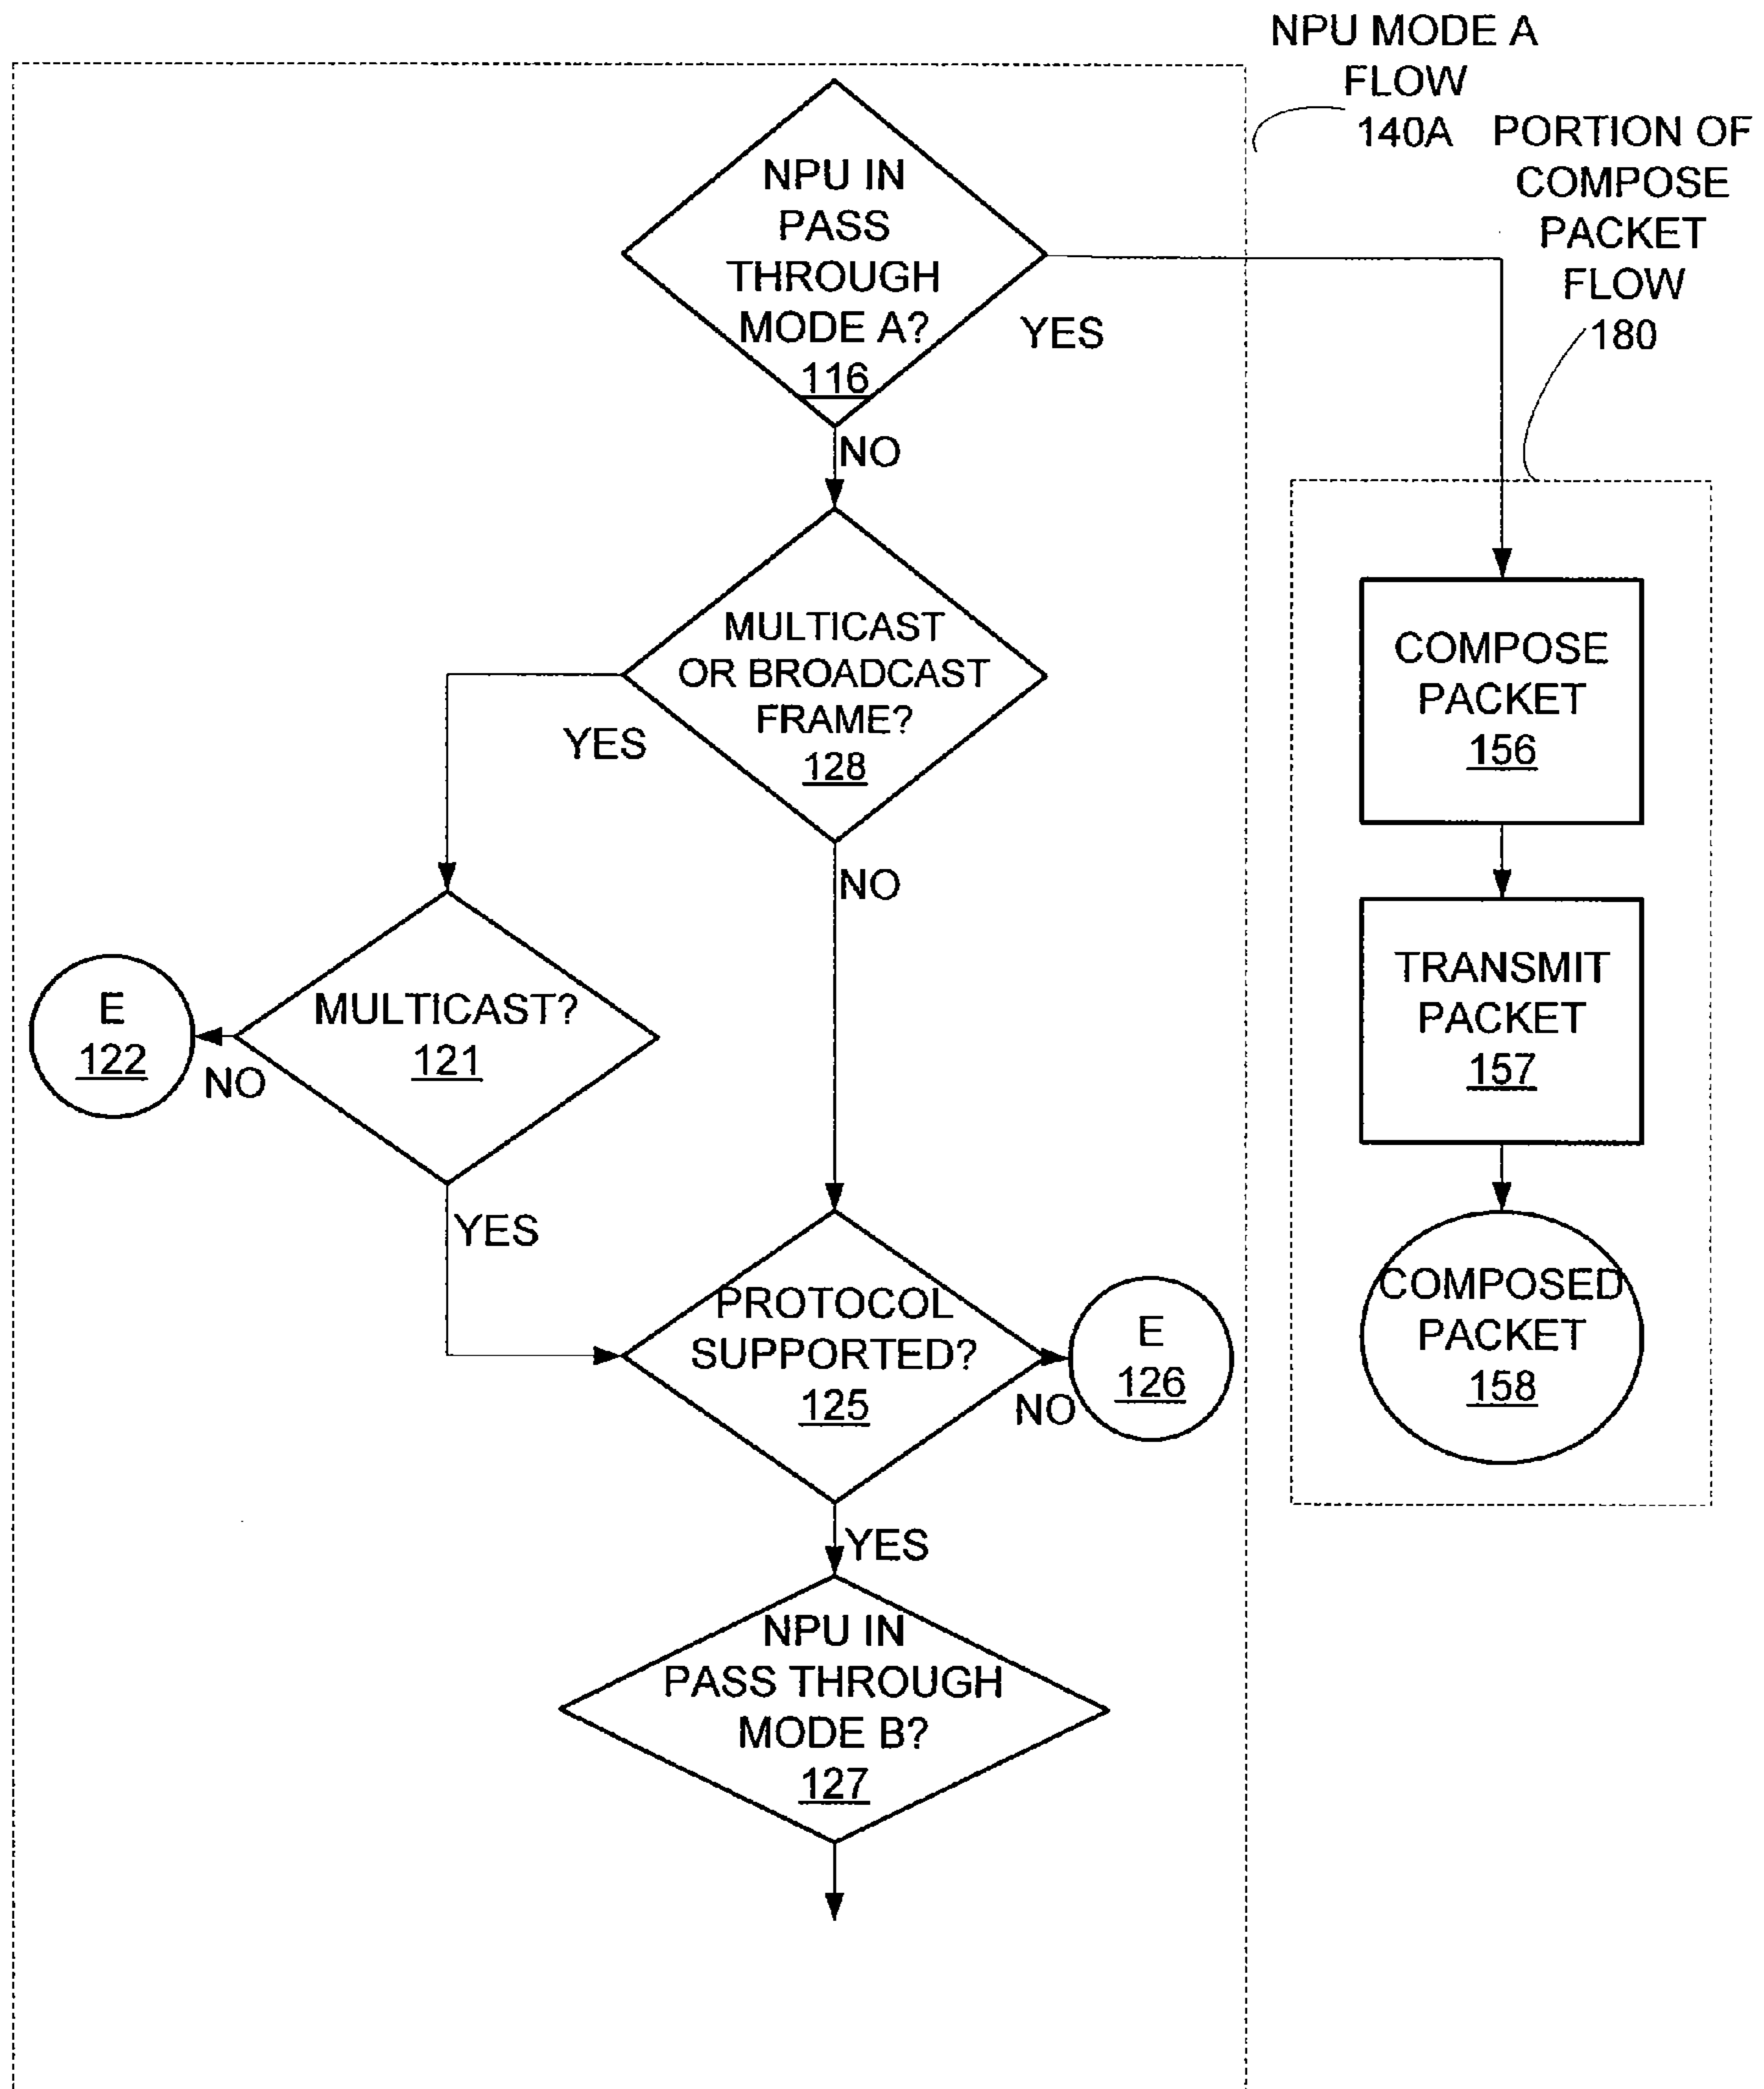 NPU MODE A
FLOW
140A
PORTION OF
COMPOSE
PACKET
FLOW
180
NPU IN
PASS
THROUGH
MODE A?
116
YES
NO
MULTICAST
OR BROADCAST
FRAME?
128
YES
NO
COMPOSE
PACKET
156
TRANSMIT
PACKET
157
COMPOSED
PACKET
158
MULTICAST?
121
E
122
NO
YES
PROTOCOL
SUPPORTED?
125
E
126
NO
YES
NPU IN
PASS THROUGH
MODE B?
127